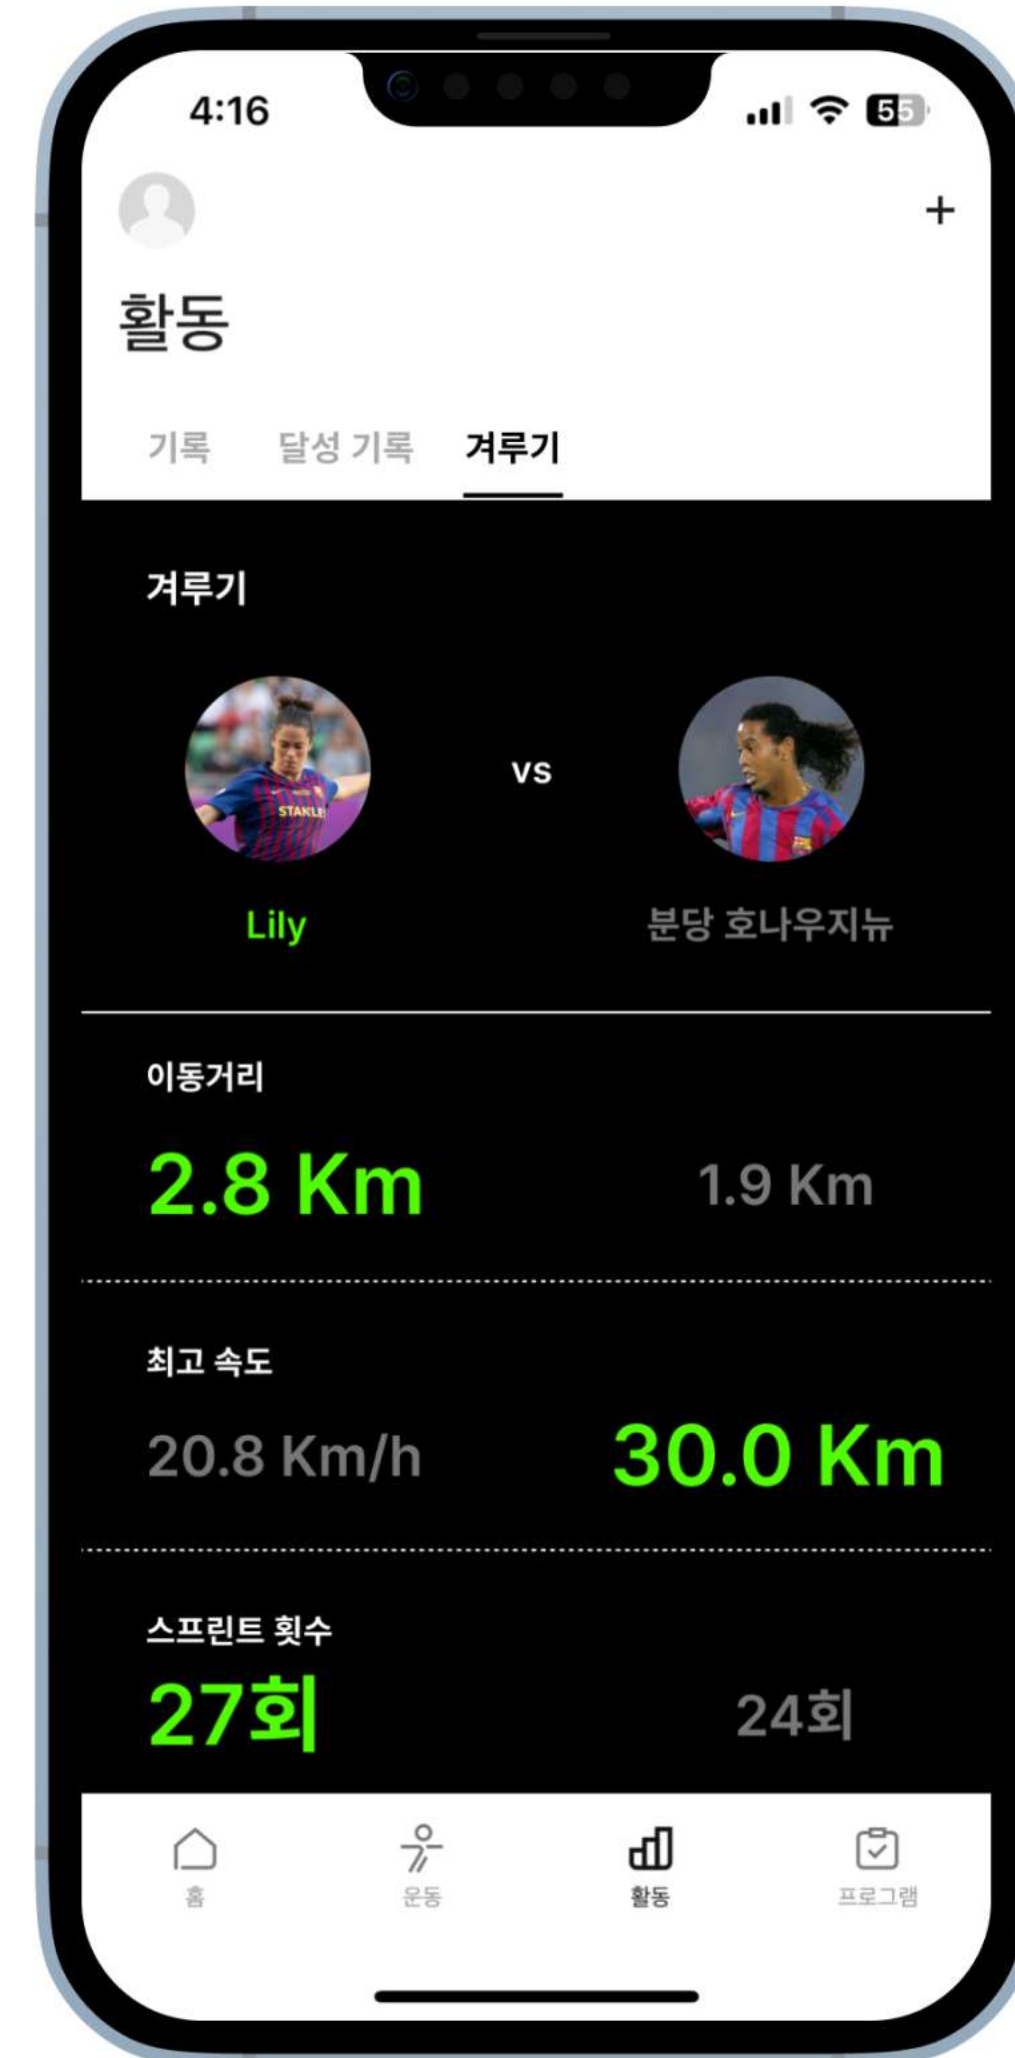 4:16
55
+
활동
기록 달성 기록 겨루기
겨루기
STANLE
vs
Lily 분당 호나우지뉴
이동거리
2.8 Km 1.9 Km
최고 속도
20.8 Km/h 30.0 Km
스프린트 횟수
27회 24회
홈 운동 활동 프로그램